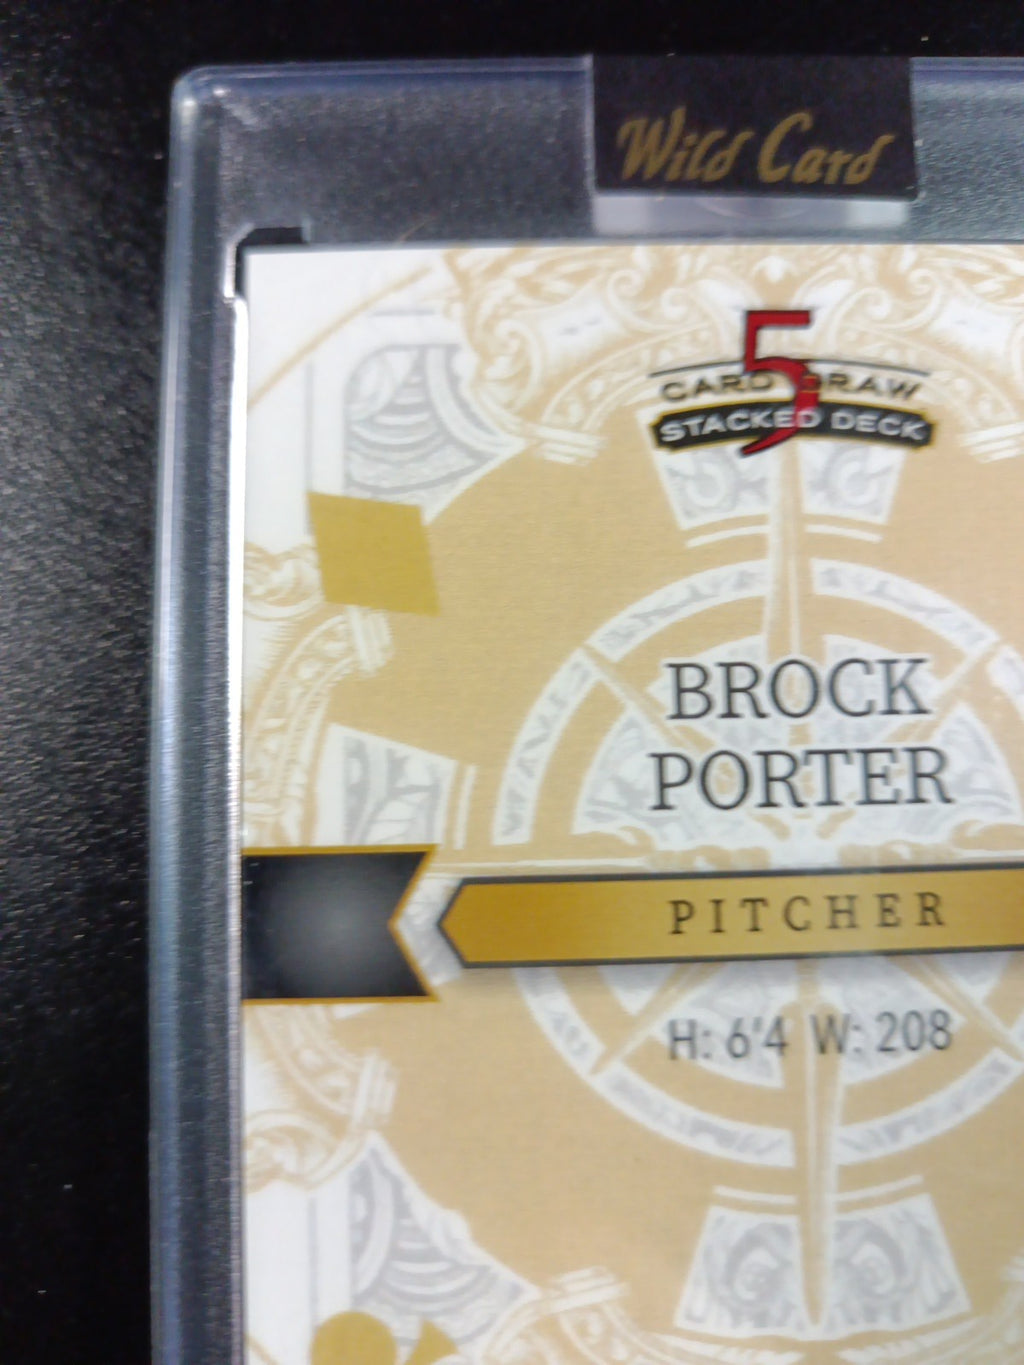 Wild Card
5
CARD DRAW
STACKED DECK
BROCK
PORTER
PITCHER
H: 6'4 W: 208